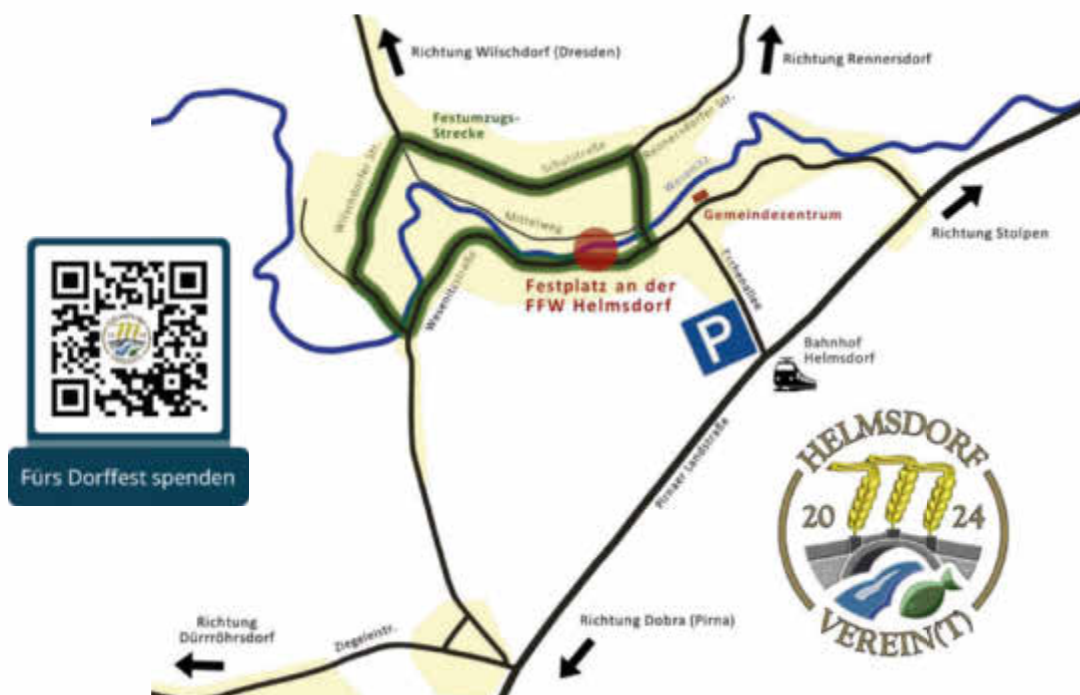 Richtung Wilschdorf (Dresden)
Richtung Rennersdorf
Festumzugs-
Strecke
Rennersdorfer Str.
Schulstraße
Wilschdorfer Str.
Wesenitz
Mittelweg
Gemeindezentrum
Richtung Stolpen
Wesenitzstraße
Festplatz an der
FFW Helmsdorf
Eschenallee
P
Bahnhof
Helmsdorf
Fürs Dorffest spenden
Pirnaer Landstraße
HELMSDORF
20 24
VEREIN(T)
Richtung
Dürrröhrsdorf
Ziegeleistr.
Richtung Dobra (Pirna)